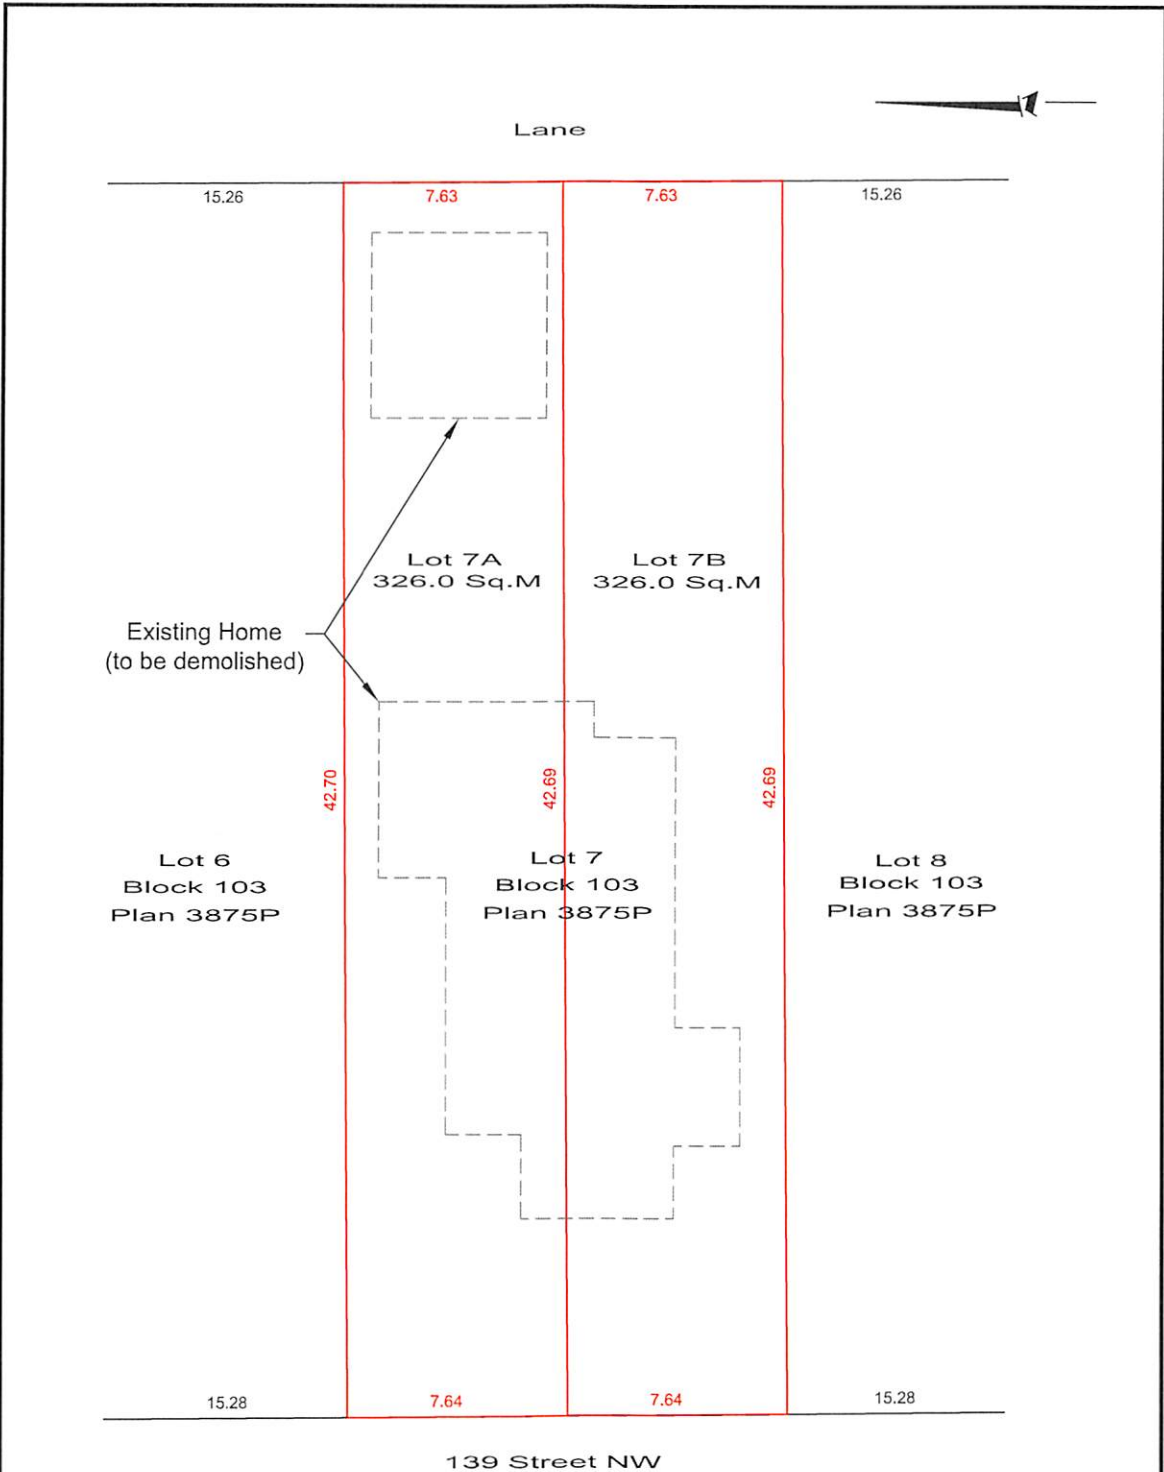 Lane
15.26
7.63
7.63
15.26
Lot 7A
326.0 Sq.M
Lot 7B
326.0 Sq.M
Existing Home
(to be demolished)
42.70
42.69
42.69
Lot 6
Block 103
Plan 3875P
Lot 7
Block 103
Plan 3875P
Lot 8
Block 103
Plan 3875P
15.28
7.64
7.64
15.28
139 Street NW